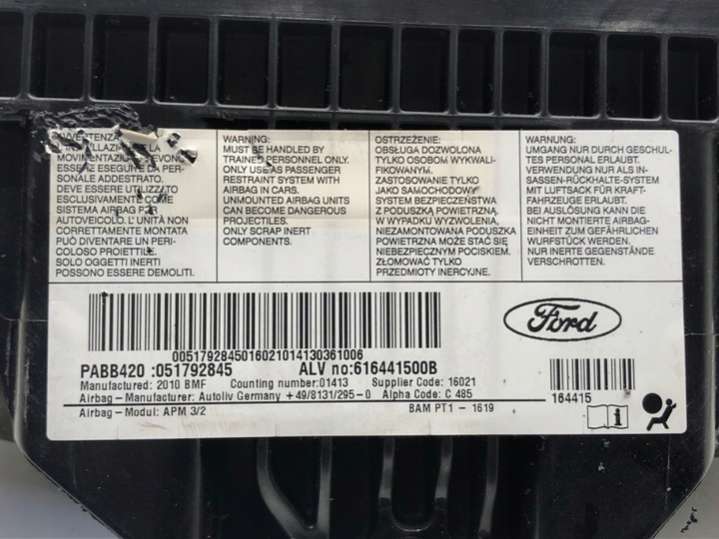 AVVERTENZA
L'INSTALLAZIONE LA
MOVIMENTAZIONE DEVONO
ESSERE ESEGUITE DA PER-
SONALE ADDESTRATO.
DEVE ESSERE UTILIZZATO
ESCLUSIVAMENTE COME
SISTEMA AIRBAG PER
AUTOVEICOLO. L'UNITÀ NON
CORRETTAMENTE MONTATA
PUÒ DIVENTARE UN PERI-
COLOSO PROIETTILE.
SOLO OGGETTI INERTI
POSSONO ESSERE DEMOLITI.
WARNING:
MUST BE HANDLED BY
TRAINED PERSONNEL ONLY.
ONLY USE AS PASSENGER
RESTRAINT SYSTEM WITH
AIRBAG IN CARS.
UNMOUNTED AIRBAG UNITS
CAN BECOME DANGEROUS
PROJECTILES.
ONLY SCRAP INERT
COMPONENTS.
OSTRZEŻENIE:
OBSŁUGA DOZWOLONA
TYLKO OSOBOM WYKWALI-
FIKOWANYM.
ZASTOSOWANIE TYLKO
JAKO SAMOCHODOWY
SYSTEM BEZPIECZEŃSTWA
Z PODUSZKĄ POWIETRZNĄ.
W WYPADKU WYZWOLENIA,
NIEZAMONTOWANA PODUSZKA
POWIETRZNA MOŻE STAĆ SIĘ
NIEBEZPIECZNYM POCISKIEM.
ZŁOMOWAĆ TYLKO
PRZEDMIOTY INERCYJNE.
WARNUNG:
UMGANG NUR DURCH GESCHUL-
TES PERSONAL ERLAUBT.
VERWENDUNG NUR ALS IN-
SASSEN-RÜCKHALTE-SYSTEM
MIT LUFTSACK FÜR KRAFT-
FAHRZEUGE ERLAUBT.
BEI AUSLÖSUNG KANN DIE
NICHT MONTIERTE AIRBAG-
EINHEIT ZUM GEFÄHRLICHEN
WURFSTÜCK WERDEN.
NUR INERTE GEGENSTÄNDE
VERSCHROTTEN.
Ford
0051792845016021014130361006
PABB420 :051792845 ALV no:616441500B
Manufactured: 2010 BMF Counting number:01413 Supplier Code: 16021
Airbag-Manufacturer: Autoliv Germany +49/8131/295-0 Alpha Code: C 485
Airbag-Modul: APM 3/2 BAM PT1 - 1619
164415
i